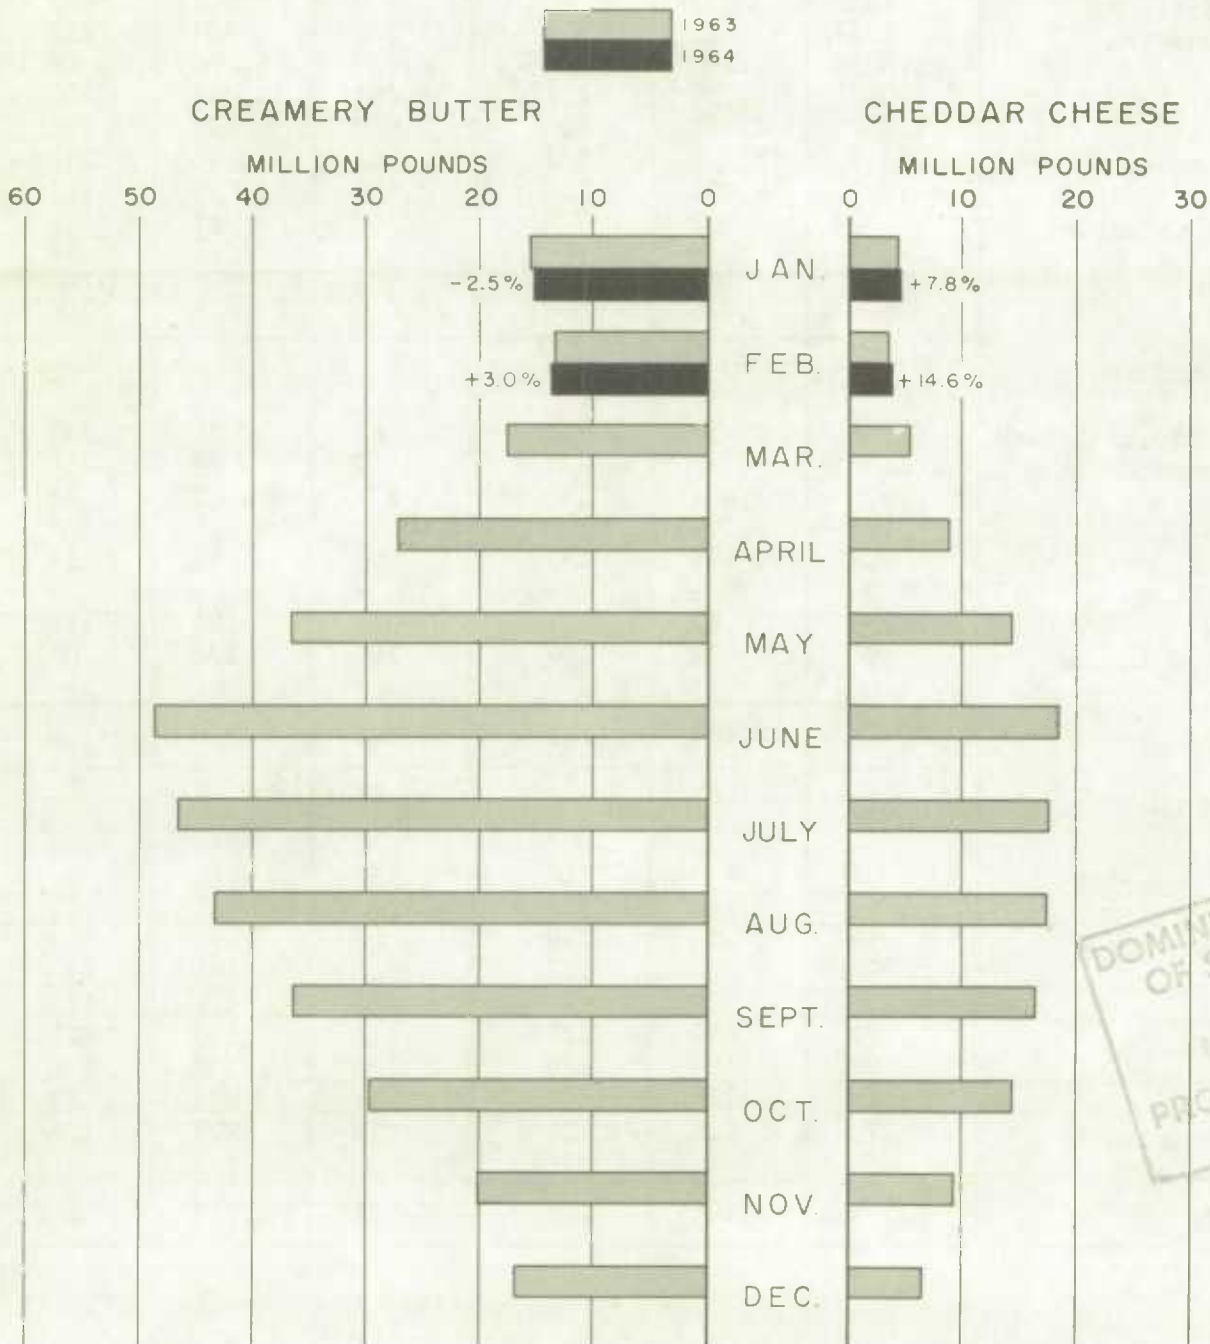 1963
1964
CREAMERY BUTTER
CHEDDAR CHEESE
MILLION POUNDS
MILLION POUNDS
60 50 40 30 20 10 0
0 10 20 30
JAN.
-2.5%
+7.8%
FEB.
+3.0%
+14.6%
MAR.
APRIL
MAY
JUNE
JULY
AUG.
SEPT.
OCT.
NOV.
DEC.
OF